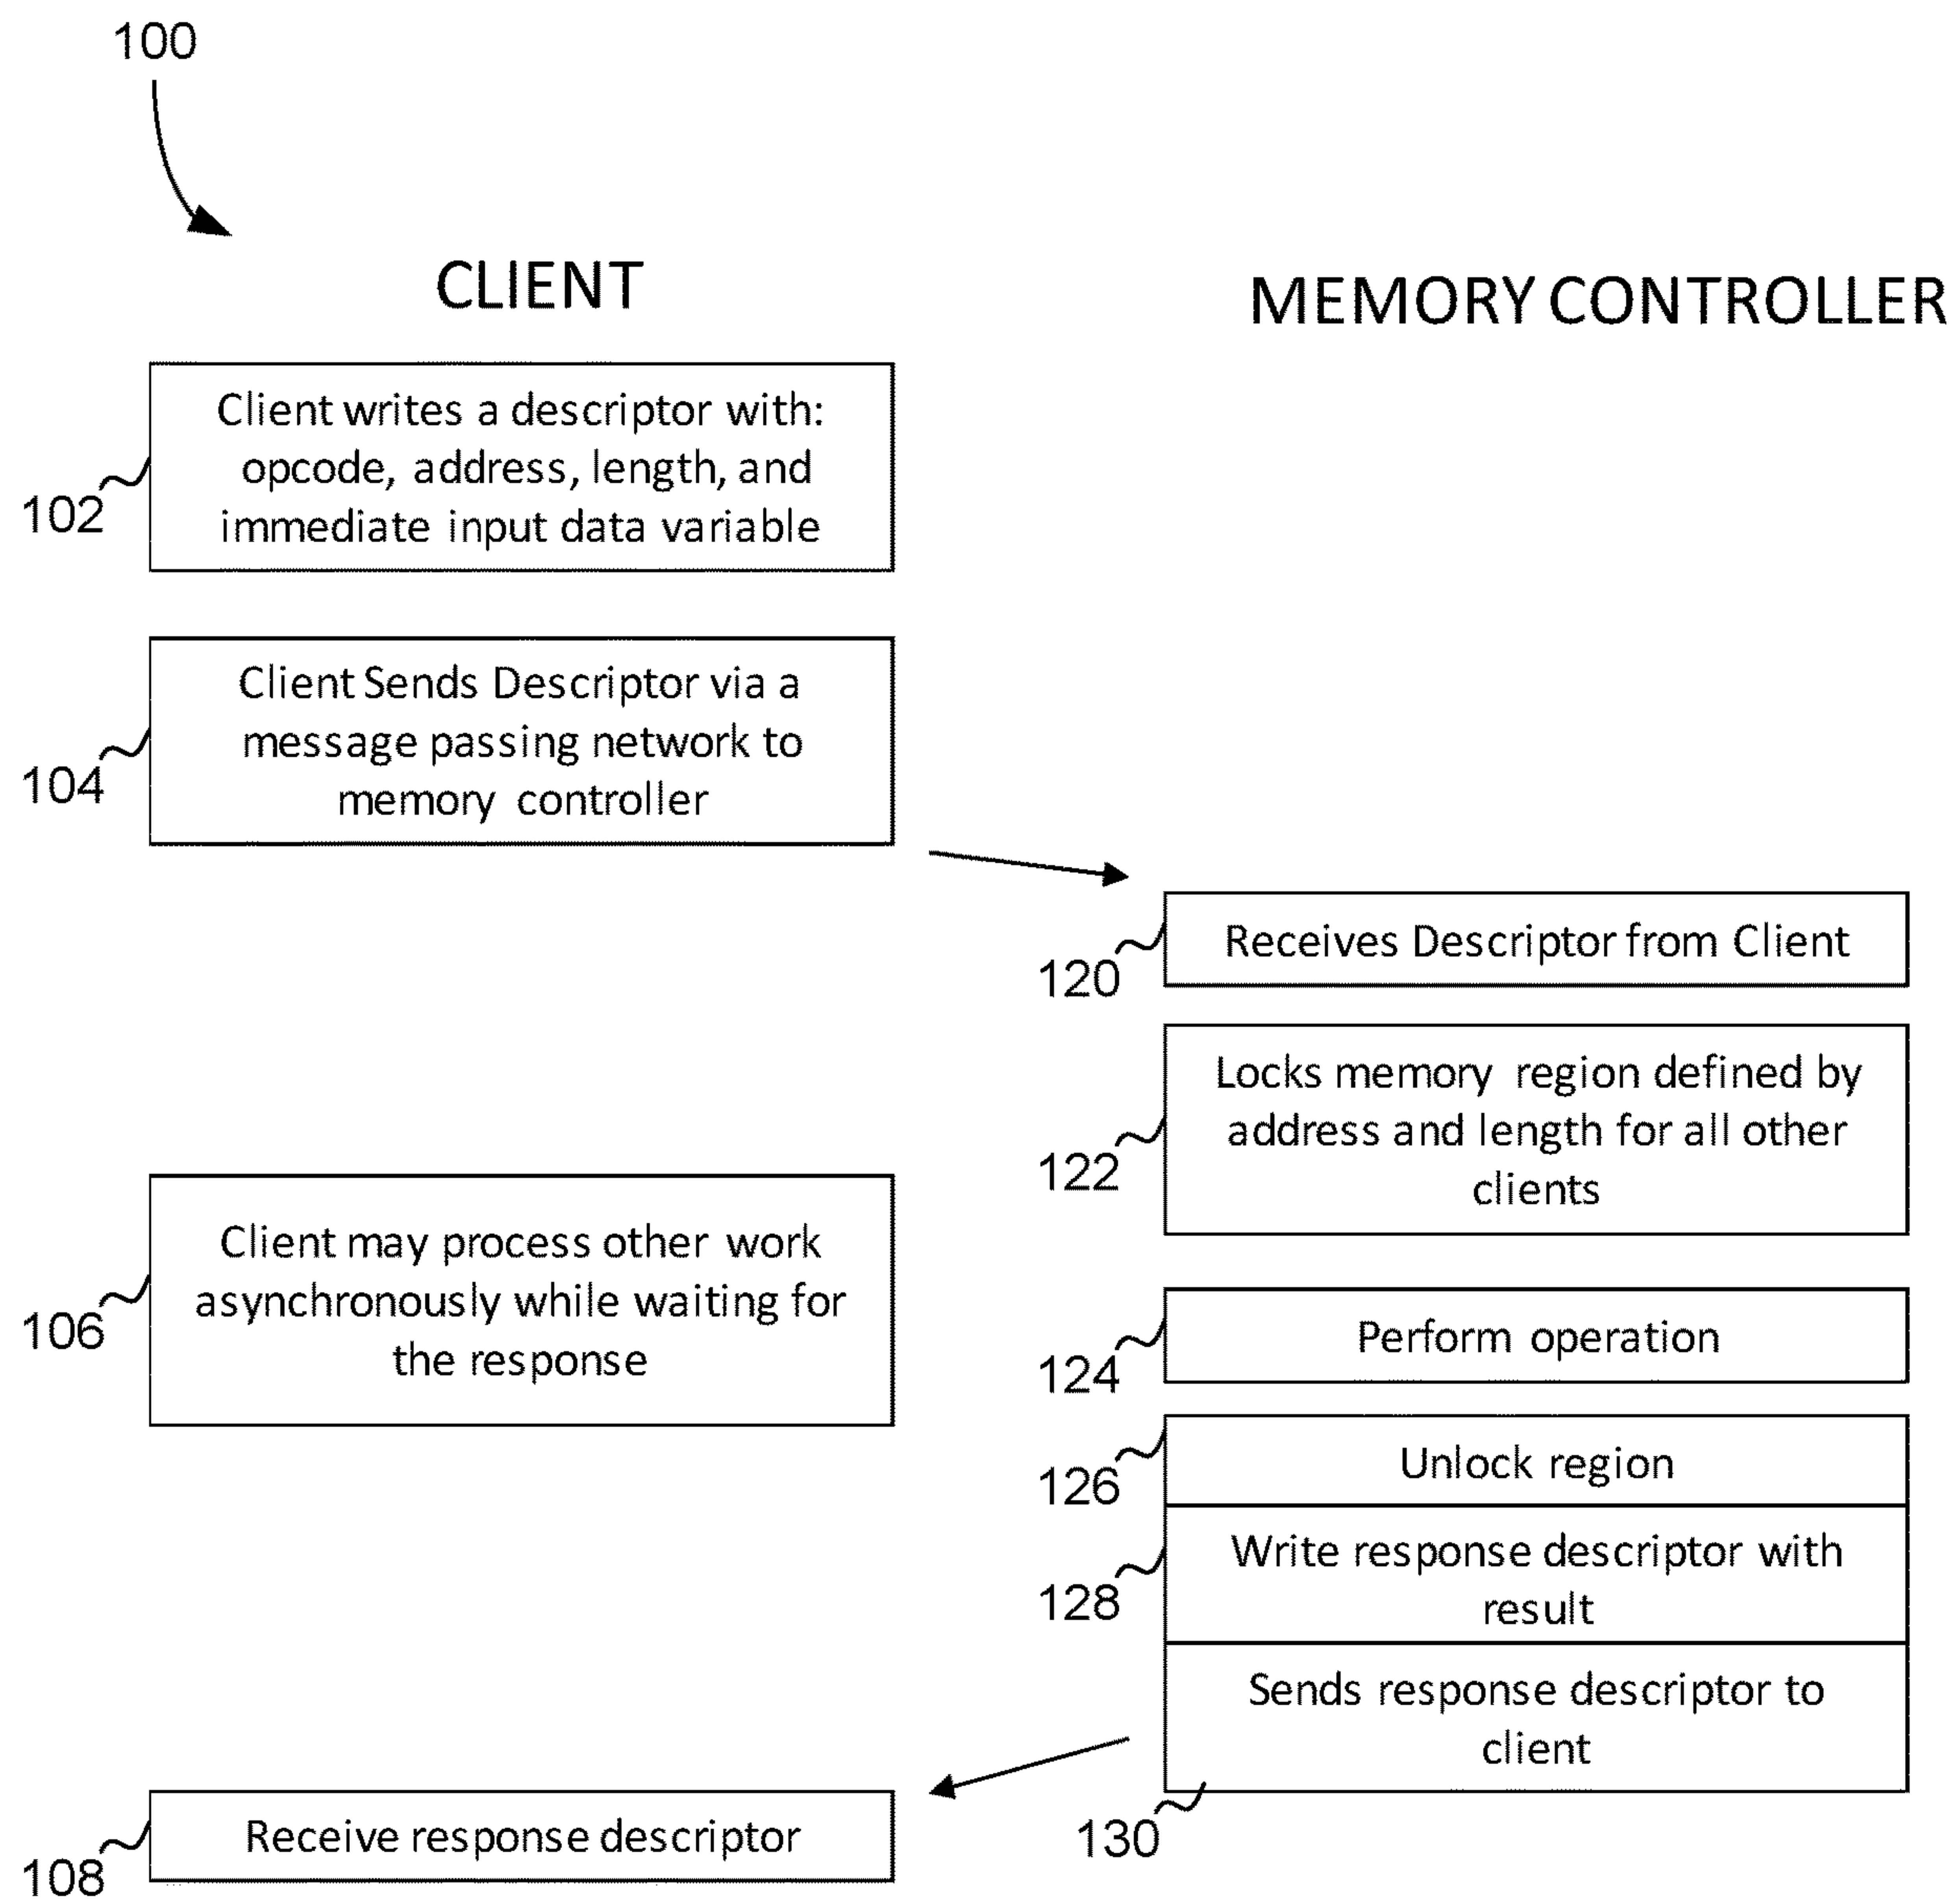 100
CLIENT
MEMORY CONTROLLER
Client writes a descriptor with:
opcode, address, length, and
immediate input data variable
102
Client Sends Descriptor via a
message passing network to
memory controller
104
Receives Descriptor from Client
120
Locks memory region defined by
address and length for all other
clients
122
Client may process other work
asynchronously while waiting for
the response
106
Perform operation
124
Unlock region
126
Write response descriptor with
result
128
Sends response descriptor to
client
130
Receive response descriptor
108